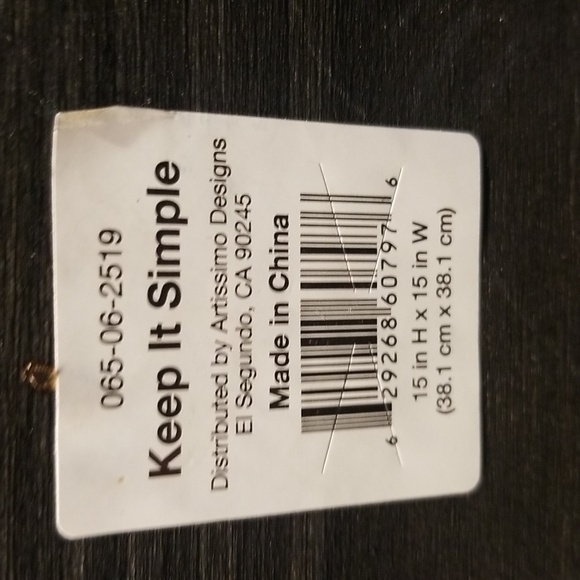 065-06-2519
Keep It Simple
Distributed by Artissimo Designs
El Segundo, CA 90245
Made in China
6 29268 60797 6
15 in H x 15 in W
(38.1 cm x 38.1 cm)